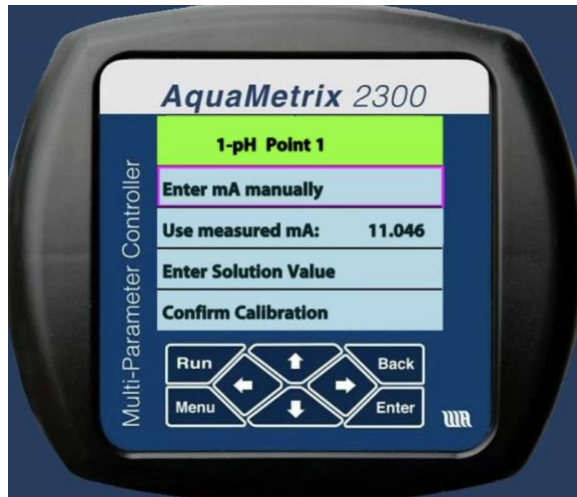 AquaMetrix 2300
Multi-Parameter Controller
1-pH Point 1
Enter mA manually
Use measured mA: 11.046
Enter Solution Value
Confirm Calibration
Run
Back
Menu
Enter